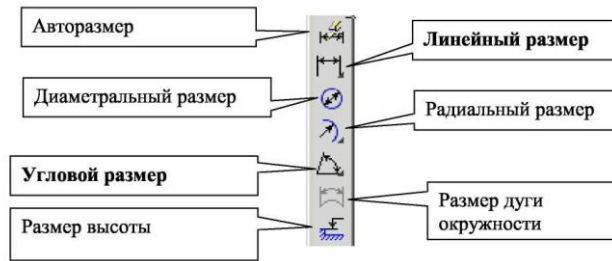 Авторазмер
Линейный размер
Диаметральный размер
Радиальный размер
Угловой размер
Размер дуги
окружности
Размер высоты